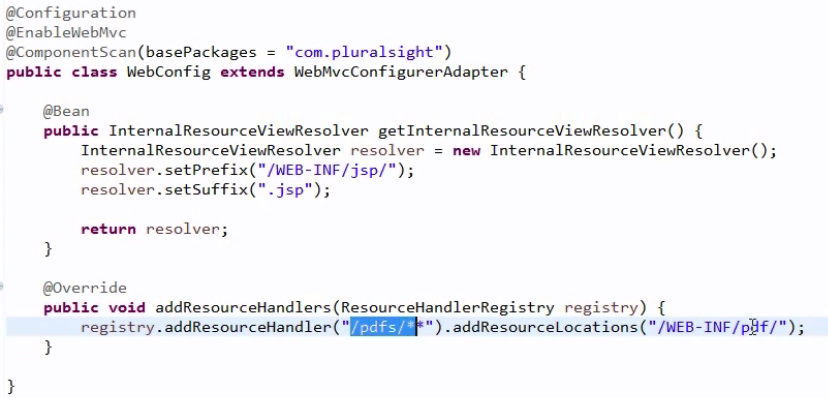 @Configuration
@EnableWebMvc
@ComponentScan(basePackages = "com.pluralsight")
public class WebConfig extends WebMvcConfigurerAdapter {
@Bean
public InternalResourceViewResolver getInternalResourceViewResolver() {
InternalResourceViewResolver resolver = new InternalResourceViewResolver();
resolver.setPrefix("/WEB-INF/jsp/");
resolver.setSuffix(".jsp");
return resolver;
}
@Override
public void addResourceHandlers(ResourceHandlerRegistry registry) {
registry.addResourceHandler("/pdfs/**").addResourceLocations("/WEB-INF/pdf/");
}
}